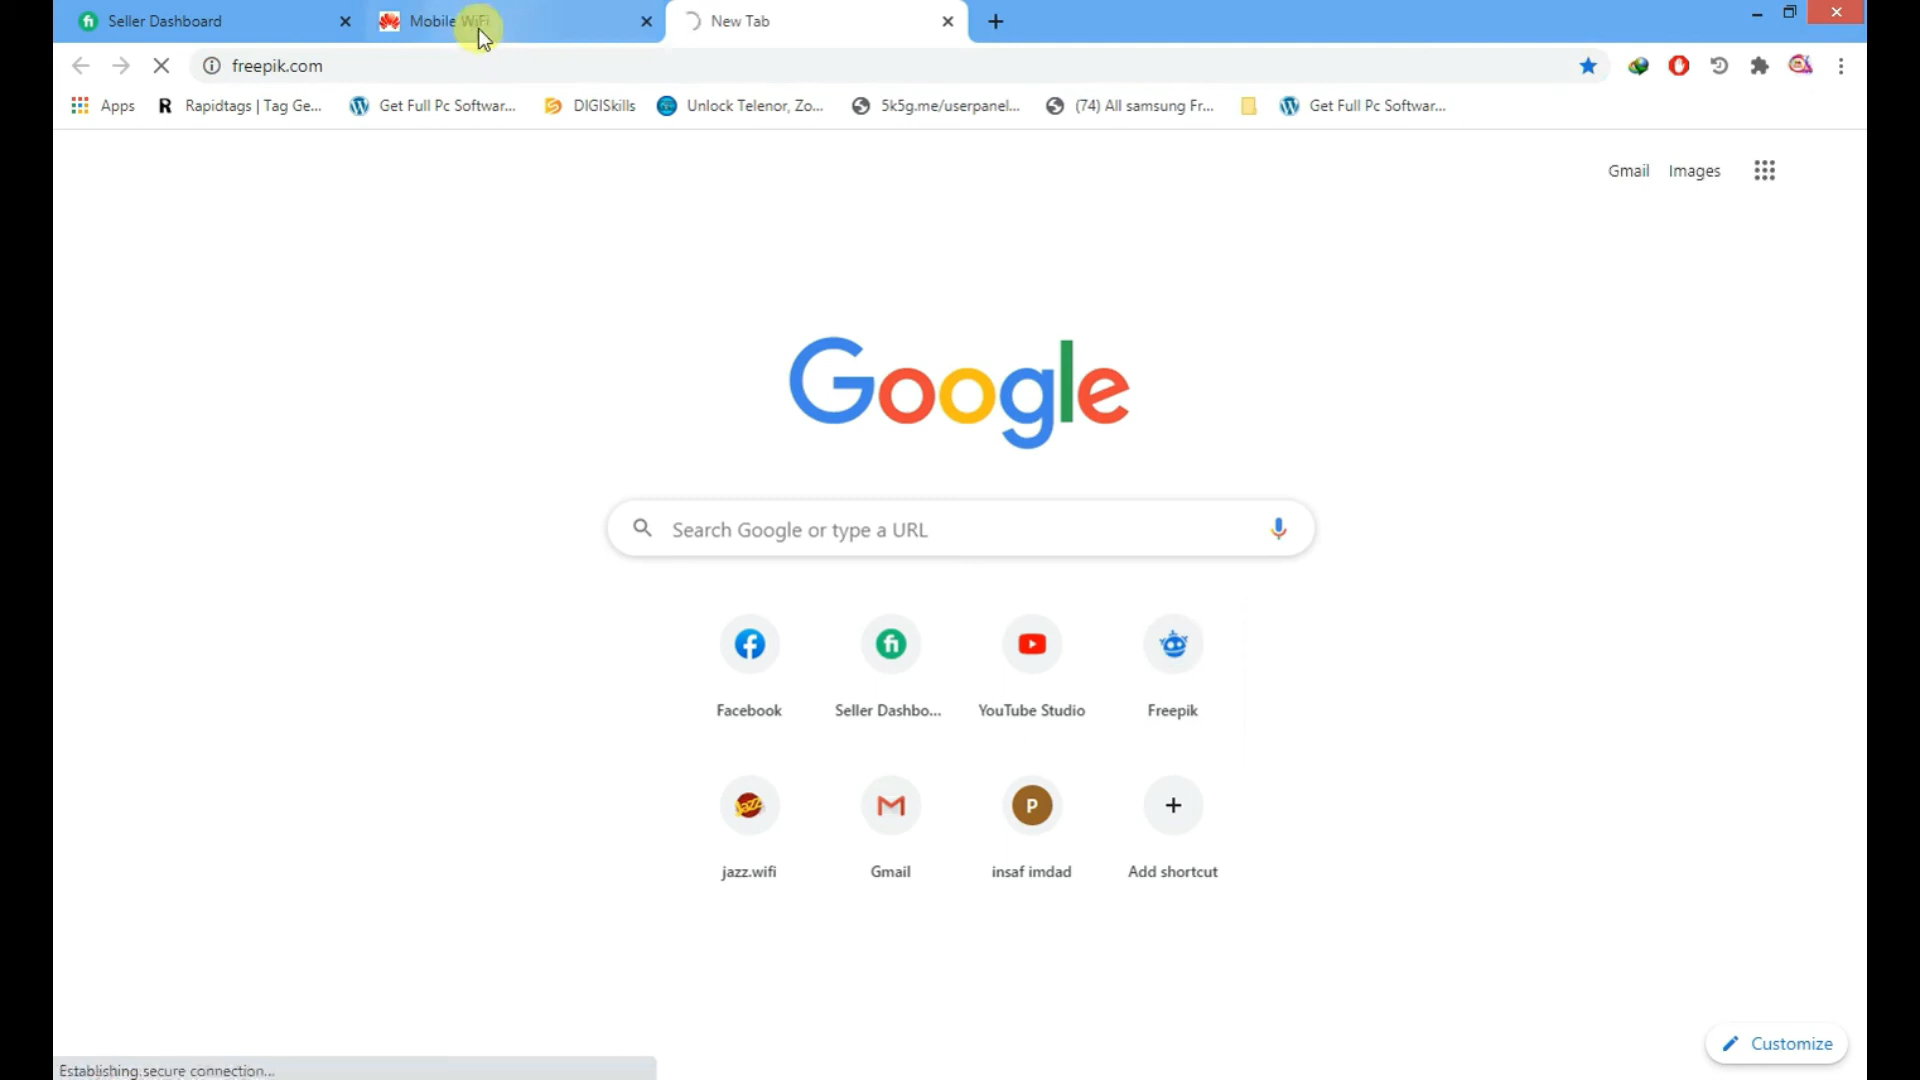 Seller Dashboard
Mobile WiFi
New Tab
freepik.com
Apps
R
Rapidtags | Tag Ge...
Get Full Pc Softwar...
DIGISkills
Unlock Telenor, Zo...
5k5g.me/userpanel...
(74) All samsung Fr...
Get Full Pc Softwar...
Gmail
Images
Google
Search Google or type a URL
Facebook
Seller Dashbo...
YouTube Studio
Freepik
P
jazz.wifi
Gmail
insaf imdad
Add shortcut
Customize
Establishing secure connection...